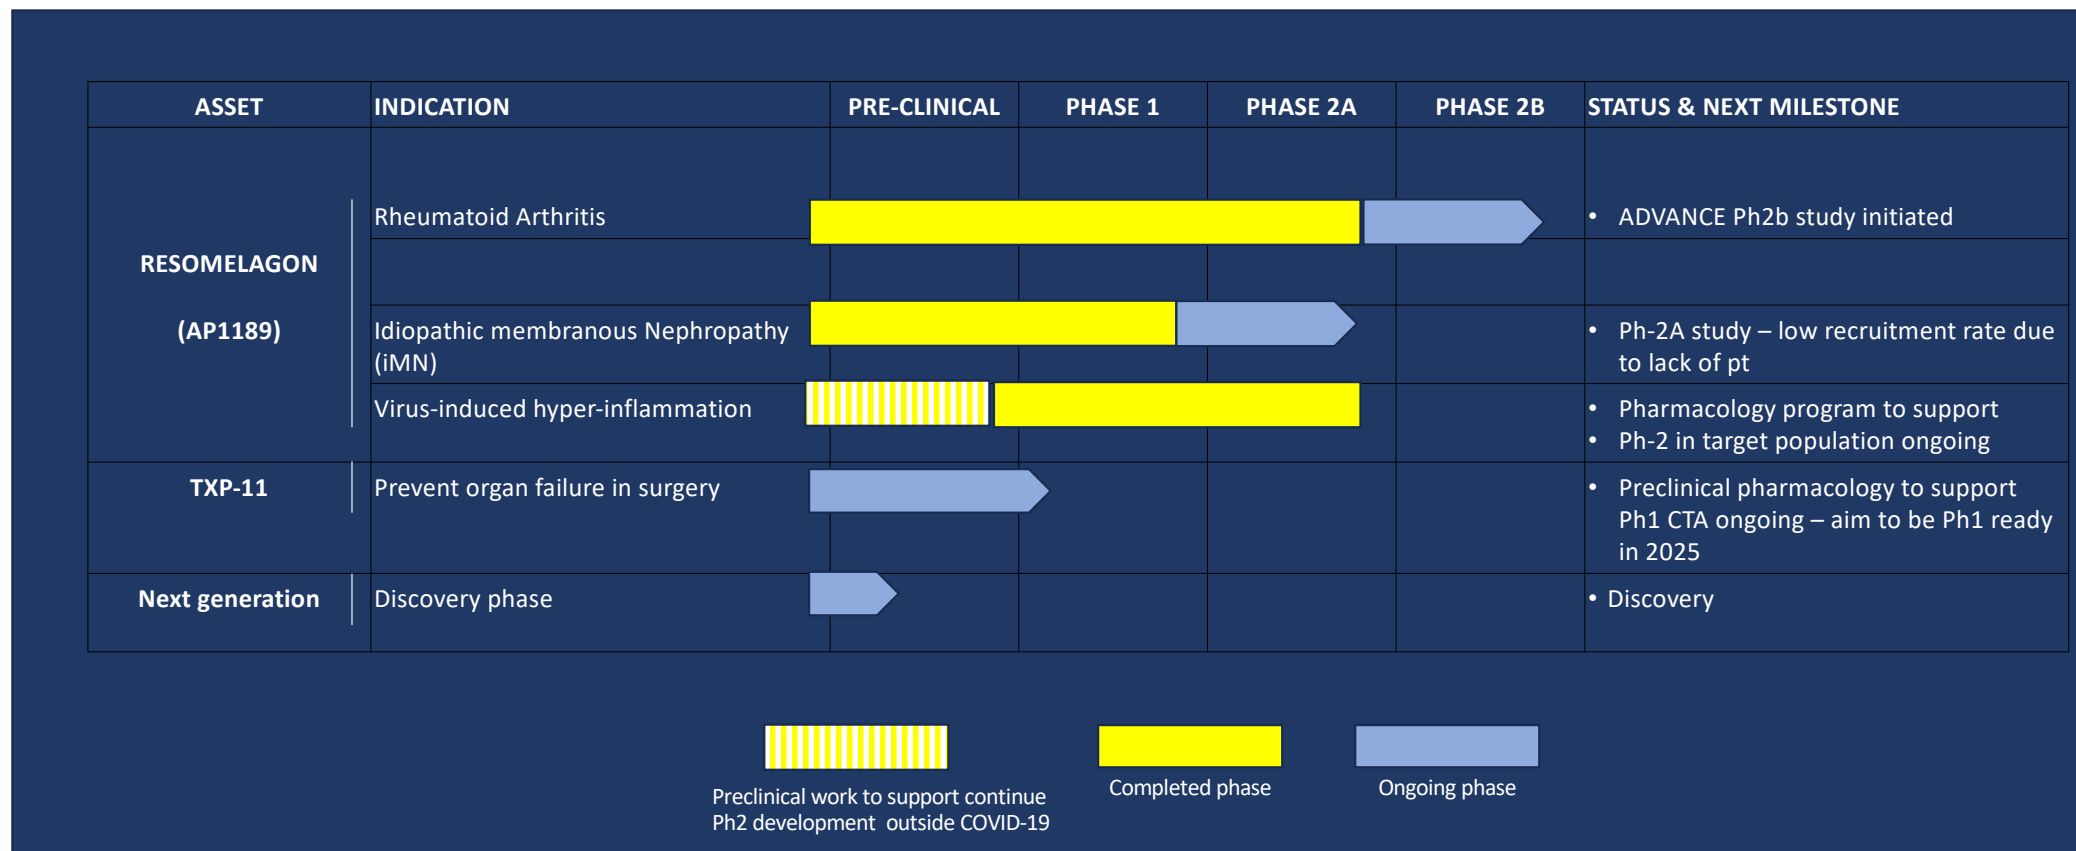 ASSET INDICATION PRE-CLINICAL PHASE 1 PHASE 2A PHASE 2B STATUS & NEXT MILESTONE
RESOMELAGON
(AP1189)
Rheumatoid Arthritis
• ADVANCE Ph2b study initiated
Idiopathic membranous Nephropathy
(iMN)
• Ph-2A study – low recruitment rate due
to lack of pt
Virus-induced hyper-inflammation
• Pharmacology program to support
• Ph-2 in target population ongoing
TXP-11
Prevent organ failure in surgery
• Preclinical pharmacology to support
Ph1 CTA ongoing – aim to be Ph1 ready
in 2025
Next generation
Discovery phase
• Discovery
Preclinical work to support continue
Ph2 development outside COVID-19
Completed phase
Ongoing phase